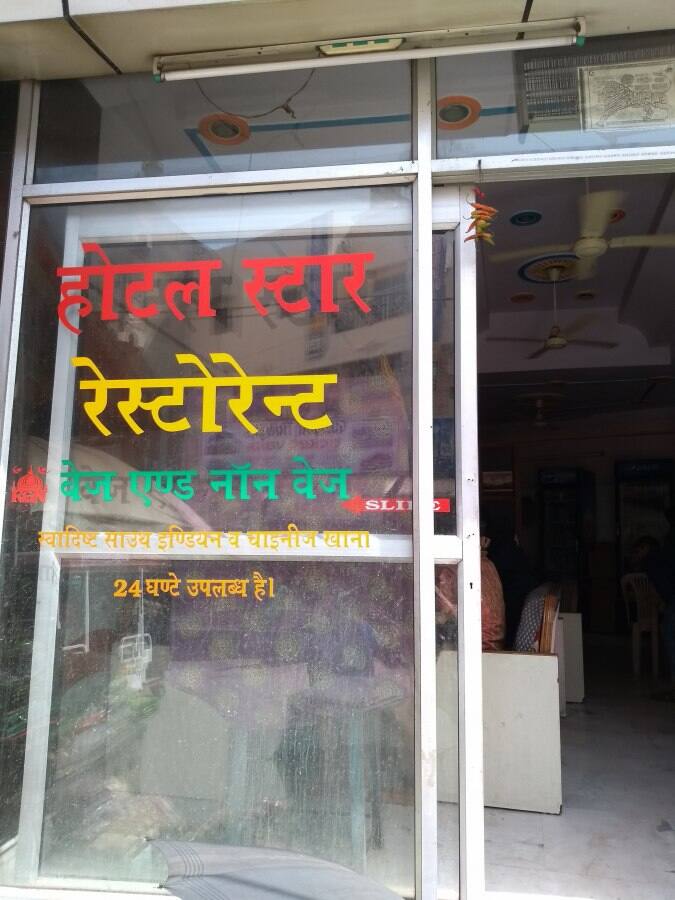 होटल स्टार
रेस्टोरेन्ट
वेज एण्ड नॉन वेज
स्वादिष्ट साउथ इण्डियन व चाइनीज खाना
24 घण्टे उपलब्ध है।